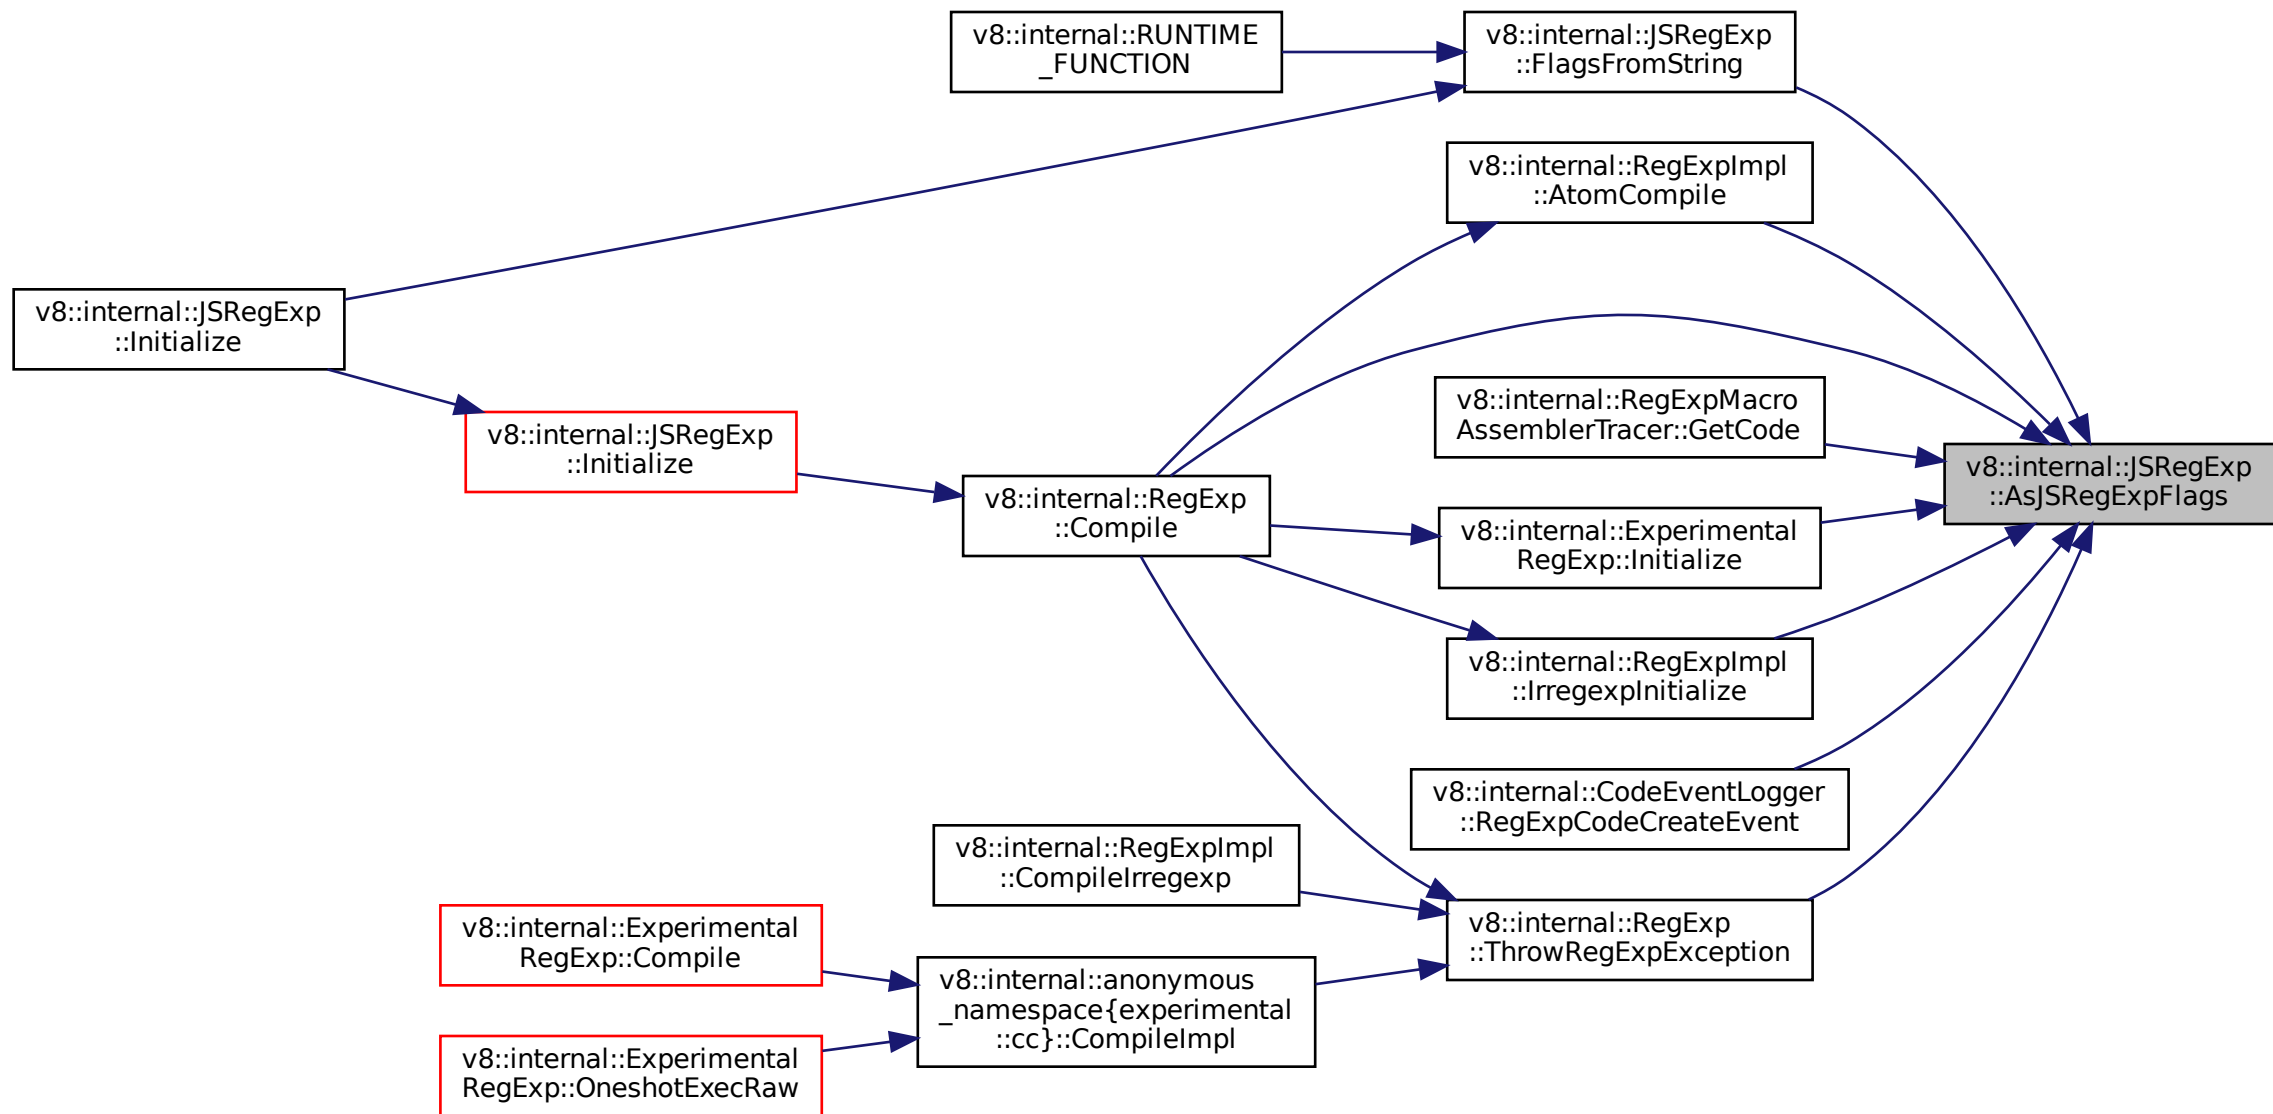 v8::internal::RUNTIME
_FUNCTION
v8::internal::JSRegExp
::FlagsFromString
v8::internal::RegExpImpl
::AtomCompile
v8::internal::JSRegExp
::Initialize
v8::internal::RegExpMacro
AssemblerTracer::GetCode
v8::internal::JSRegExp
::Initialize
v8::internal::JSRegExp
::AsJSRegExpFlags
v8::internal::RegExp
::Compile
v8::internal::Experimental
RegExp::Initialize
v8::internal::RegExpImpl
::IrregexpInitialize
v8::internal::CodeEventLogger
::RegExpCodeCreateEvent
v8::internal::RegExpImpl
::CompileIrregexp
v8::internal::Experimental
RegExp::Compile
v8::internal::RegExp
::ThrowRegExpException
v8::internal::anonymous
_namespace{experimental
::cc}::CompileImpl
v8::internal::Experimental
RegExp::OneshotExecRaw